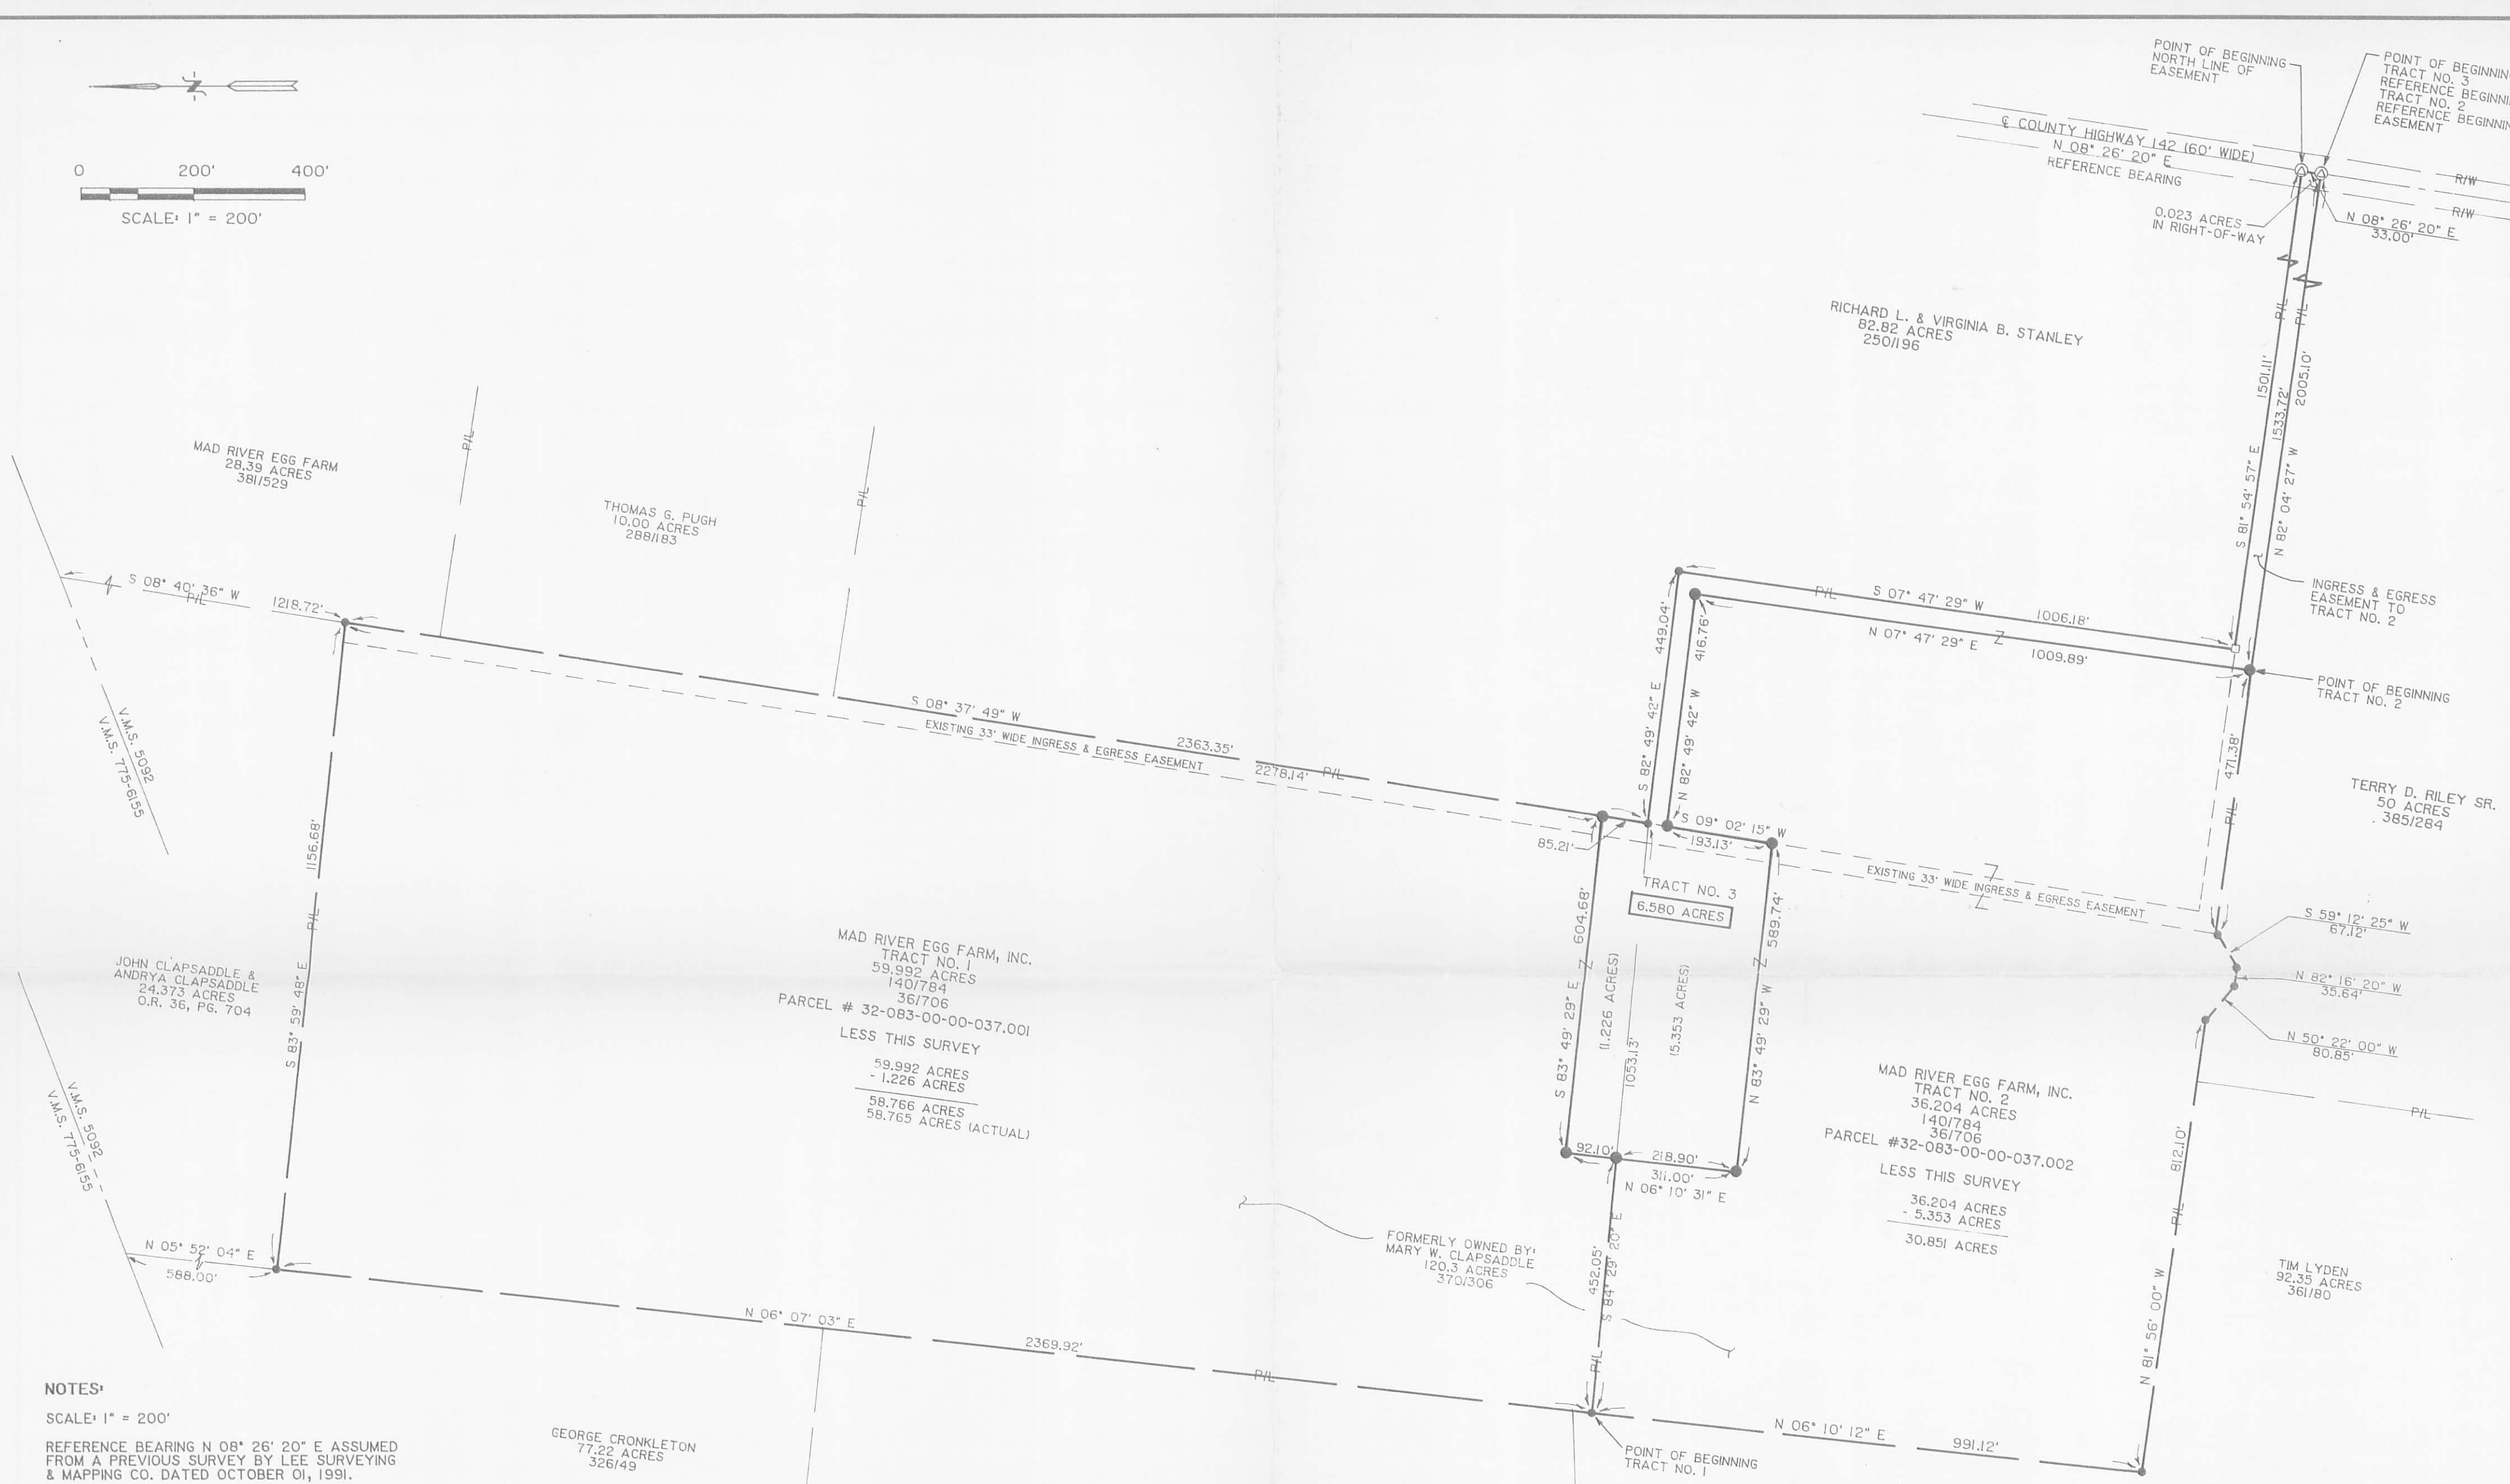 N
0 200' 400'
SCALE: 1" = 200'
POINT OF BEGINNING
NORTH LINE OF
EASEMENT
POINT OF BEGINNIN
TRACT NO. 3
REFERENCE BEGINNI
TRACT NO. 2
REFERENCE BEGINNIN
EASEMENT
℄ COUNTY HIGHWAY 142 (60' WIDE)
N 08° 26' 20" E
REFERENCE BEARING
R/W
R/W
0.023 ACRES
IN RIGHT-OF-WAY
N 08° 26' 20" E
33.00'
RICHARD L. & VIRGINIA B. STANLEY
82.82 ACRES
250/196
P/L
P/L
1501.11'
1533.72'
2005.10'
S 81° 54' 57" E
N 82° 04' 27" W
INGRESS & EGRESS
EASEMENT TO
TRACT NO. 2
MAD RIVER EGG FARM
28.39 ACRES
381/529
P/L
THOMAS G. PUGH
10.00 ACRES
288/183
P/L
S 08° 40' 36" W
P/L
1218.72'
V.M.S. 5092
V.M.S. 775-6155
S 08° 37' 49" W
2363.35'
EXISTING 33' WIDE INGRESS & EGRESS EASEMENT
2278.14'
P/L
P/L
S 07° 47' 29" W
1006.18'
N 07° 47' 29" E
1009.89'
449.04'
416.76'
S 82° 49' 42" E
N 82° 49' 42" W
POINT OF BEGINNING
TRACT NO. 2
471.38'
P/L
TERRY D. RILEY SR.
50 ACRES
385/284
S 09° 02' 15" W
193.13'
85.21'
EXISTING 33' WIDE INGRESS & EGRESS EASEMENT
TRACT NO. 3
6.580 ACRES
S 59° 12' 25" W
67.12'
N 82° 16' 20" W
35.64'
N 50° 22' 00" W
80.85'
1156.68'
P/L
S 83° 59' 48" E
JOHN CLAPSADDLE &
ANDRYA CLAPSADDLE
24.373 ACRES
O.R. 36, PG. 704
MAD RIVER EGG FARM, INC.
TRACT NO. 1
59.992 ACRES
140/784
36/706
PARCEL # 32-083-00-00-037.001
LESS THIS SURVEY
59.992 ACRES
- 1.226 ACRES
58.766 ACRES
58.765 ACRES (ACTUAL)
604.68'
S 83° 49' 29" E
(1.226 ACRES)
1053.13'
(5.353 ACRES)
589.74'
N 83° 49' 29" W
92.10'
218.90'
311.00'
N 06° 10' 31" E
MAD RIVER EGG FARM, INC.
TRACT NO. 2
36.204 ACRES
140/784
36/706
PARCEL #32-083-00-00-037.002
LESS THIS SURVEY
36.204 ACRES
- 5.353 ACRES
30.851 ACRES
P/L
812.10'
P/L
N 81° 56' 00" W
V.M.S. 5092
V.M.S. 775-6155
N 05° 52' 04" E
588.00'
FORMERLY OWNED BY:
MARY W. CLAPSADDLE
120.3 ACRES
370/306
452.05'
S 84° 29' 20" E
P/L
TIM LYDEN
92.35 ACRES
361/80
N 06° 07' 03" E
2369.92'
P/L
N 06° 10' 12" E
991.12'
POINT OF BEGINNING
TRACT NO. 1
GEORGE CRONKLETON
77.22 ACRES
326/49
NOTES:
SCALE: 1" = 200'
REFERENCE BEARING N 08° 26' 20" E ASSUMED
FROM A PREVIOUS SURVEY BY LEE SURVEYING
& MAPPING CO. DATED OCTOBER 01, 1991.